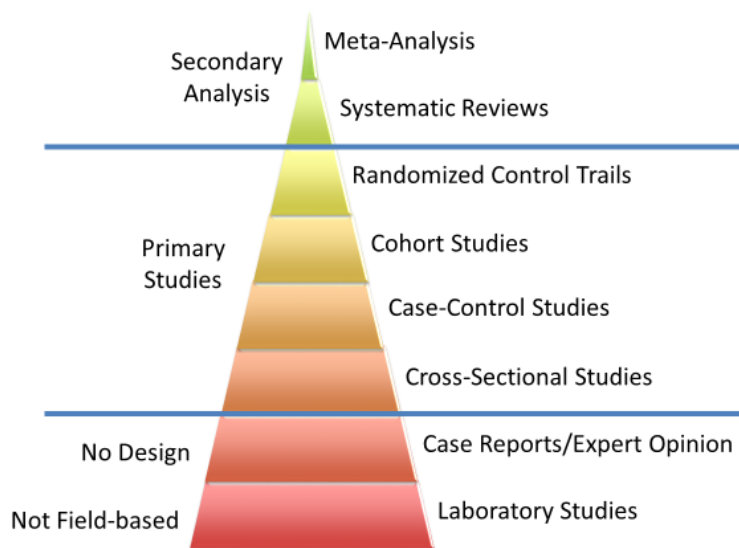 Meta-Analysis
Secondary
Analysis
Systematic Reviews
Randomized Control Trails
Cohort Studies
Primary
Studies
Case-Control Studies
Cross-Sectional Studies
No Design
Case Reports/Expert Opinion
Not Field-based
Laboratory Studies